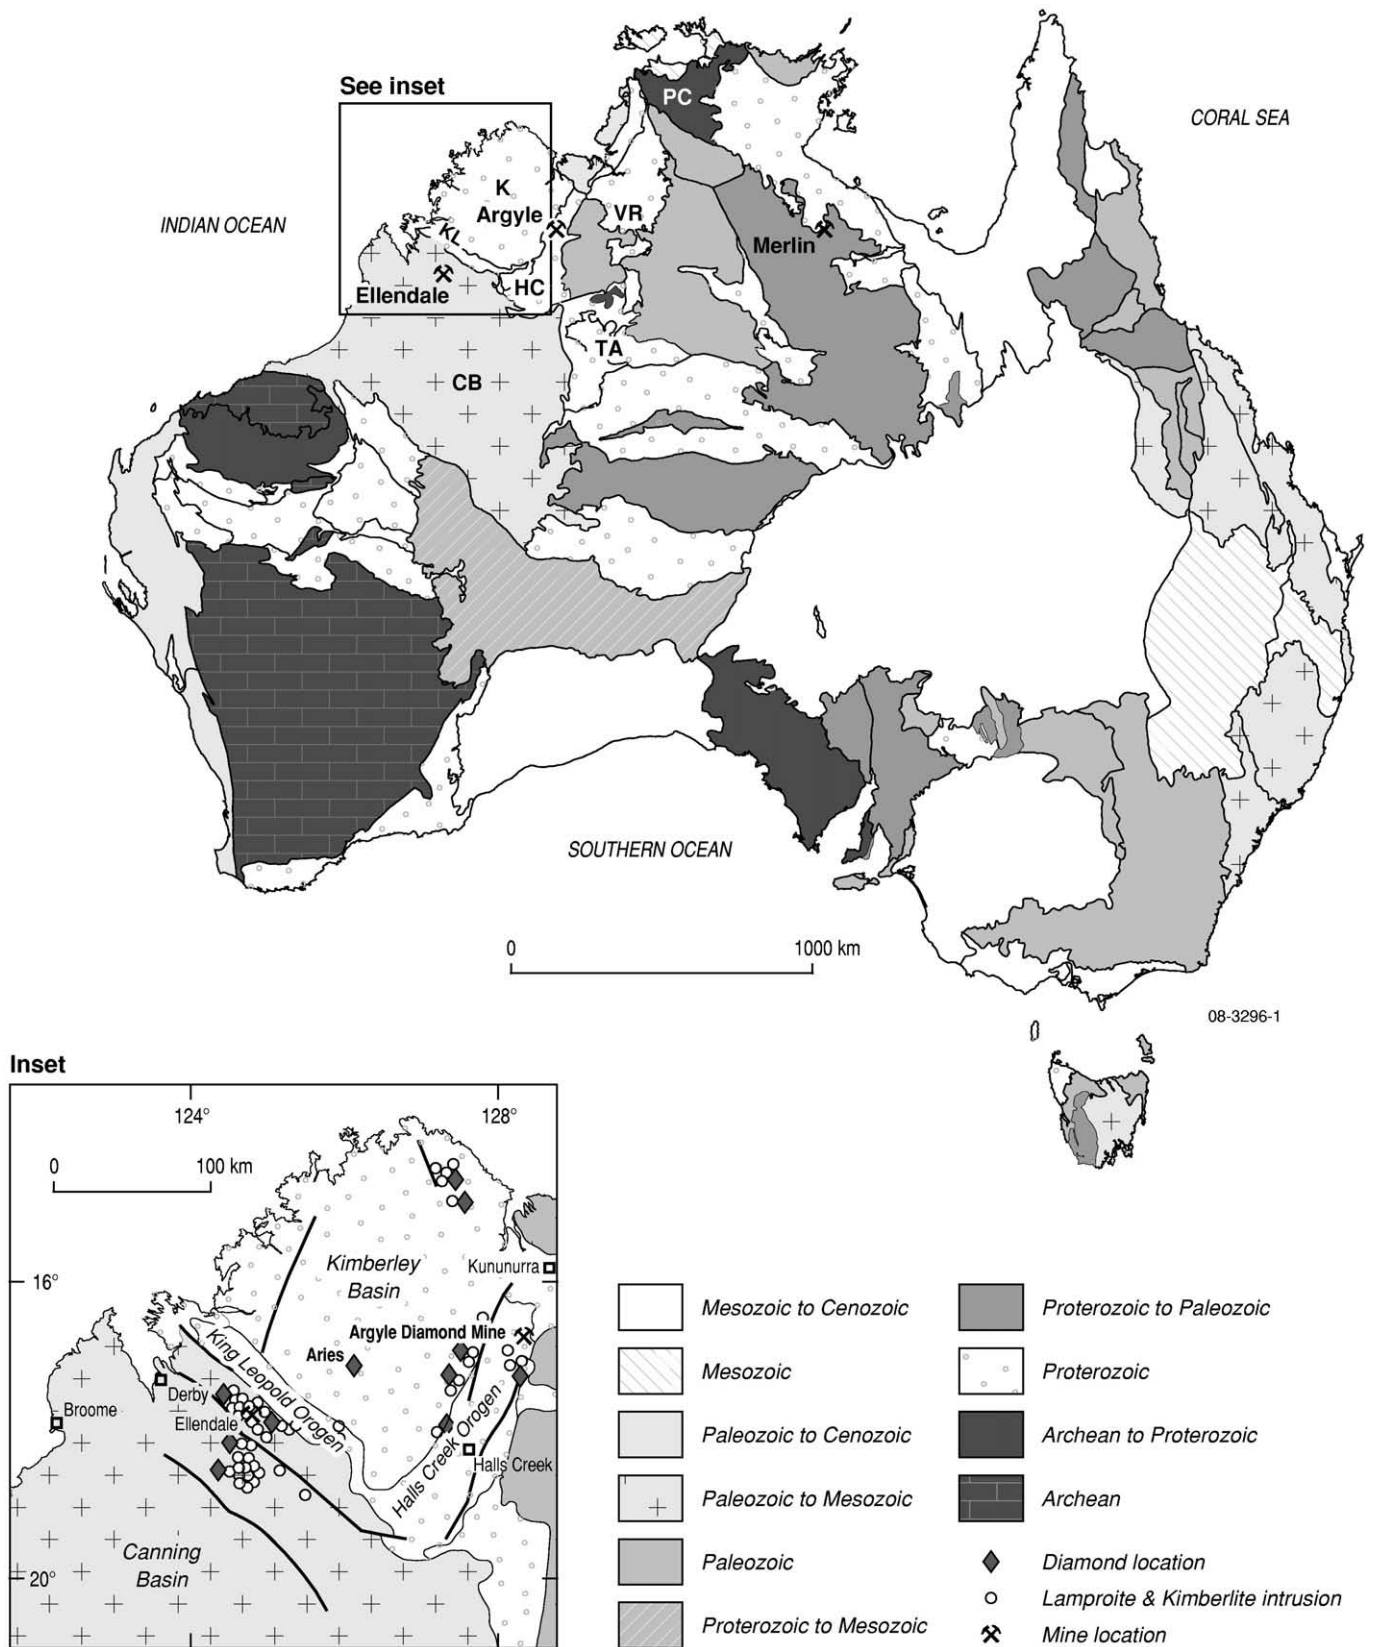 See inset
PC
CORAL SEA
K
Argyle
INDIAN OCEAN
VR
KL
Merlin
HC
Ellendale
TA
CB
SOUTHERN OCEAN
0 1000 km
08-3296-1
Inset
124° 128°
0 100 km
Kimberley
Basin
Kununurra
16°
Argyle Diamond Mine
Aries
King Leopold Orogen
Derby
Broome
Ellendale
Halls Creek Orogen
Halls Creek
Canning
Basin
20°
Mesozoic to Cenozoic
Mesozoic
Paleozoic to Cenozoic
Paleozoic to Mesozoic
Paleozoic
Proterozoic to Mesozoic
Proterozoic to Paleozoic
Proterozoic
Archean to Proterozoic
Archean
Diamond location
Lamproite & Kimberlite intrusion
Mine location